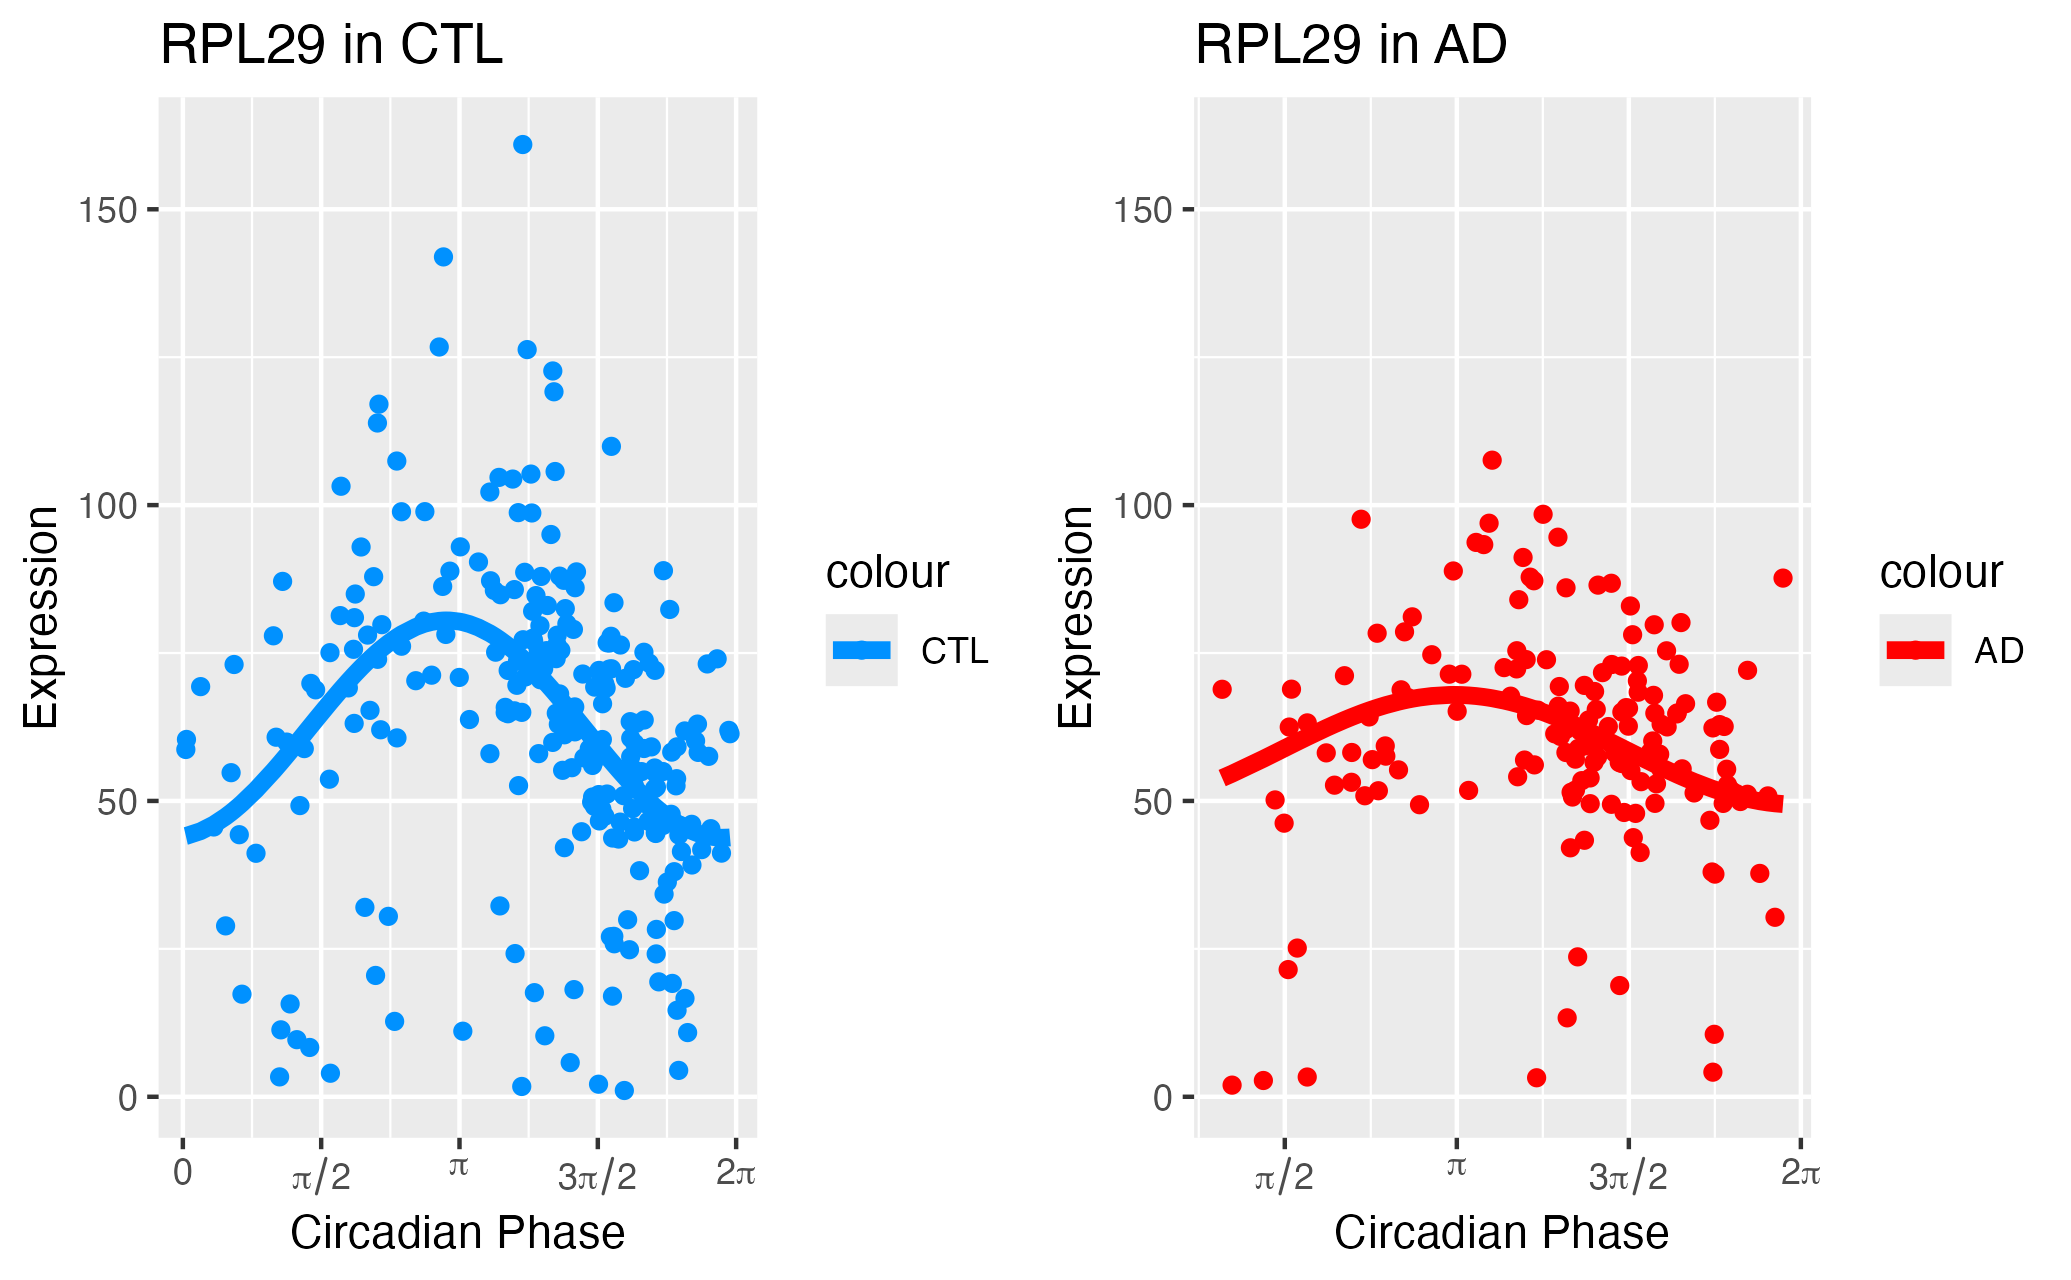 RPL29 in CTL
150
100
50
0
Expression
0
π/2
π
3π/2
2π
Circadian Phase
colour
CTL
RPL29 in AD
150
100
50
0
Expression
π/2
π
3π/2
2π
Circadian Phase
colour
AD